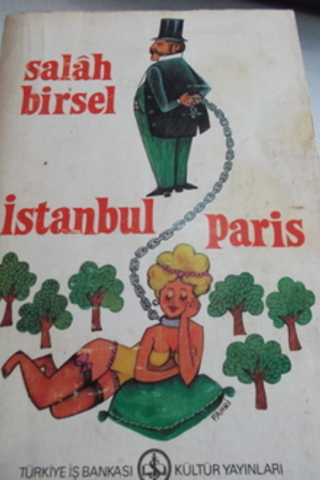 salâh
birsel
istanbul paris
FAHRİ
TÜRKİYE İŞ BANKASI KÜLTÜR YAYINLARI